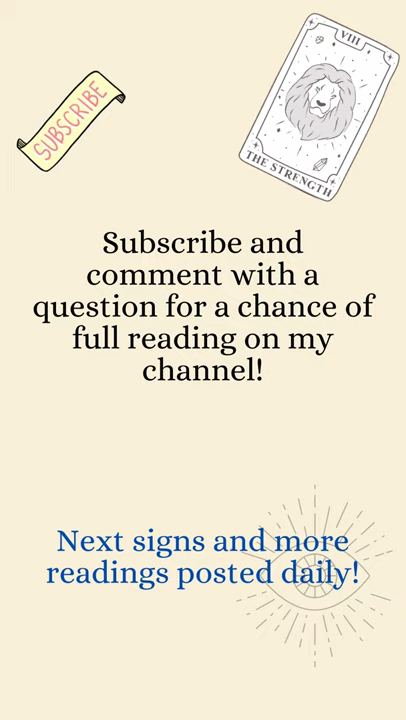 SUBSCRIBE
VIII
THE STRENGTH
Subscribe and
comment with a
question for a chance of
full reading on my
channel!
Next signs and more
readings posted daily!